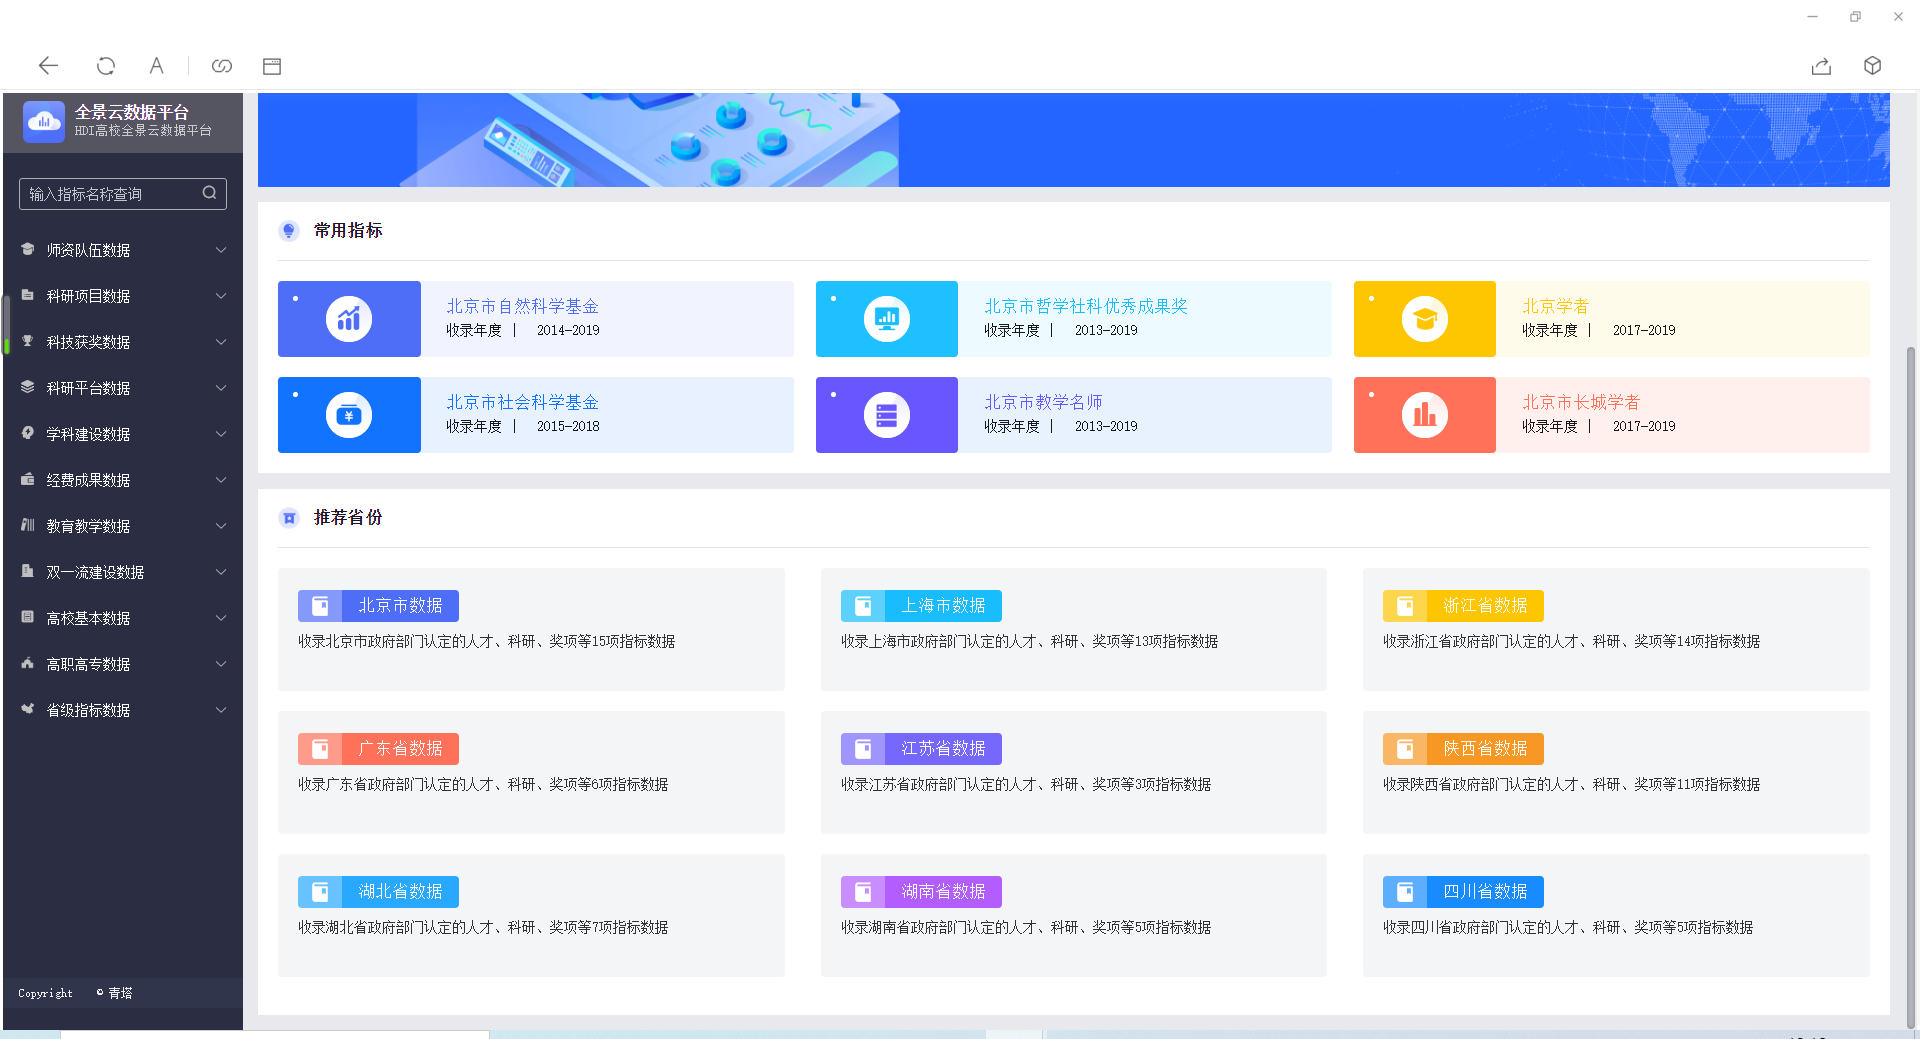 全景云数据平台
HDI高校全景云数据平台
输入指标名称查询
师资队伍数据
科研项目数据
科技获奖数据
科研平台数据
学科建设数据
经费成果数据
教育教学数据
双一流建设数据
高校基本数据
高职高专数据
省级指标数据
Copyright © 青塔
常用指标
北京市自然科学基金
收录年度 | 2014-2019
北京市哲学社科优秀成果奖
收录年度 | 2013-2019
北京学者
收录年度 | 2017-2019
北京市社会科学基金
收录年度 | 2015-2018
北京市教学名师
收录年度 | 2013-2019
北京市长城学者
收录年度 | 2017-2019
推荐省份
北京市数据
收录北京市政府部门认定的人才、科研、奖项等15项指标数据
上海市数据
收录上海市政府部门认定的人才、科研、奖项等13项指标数据
浙江省数据
收录浙江省政府部门认定的人才、科研、奖项等14项指标数据
广东省数据
收录广东省政府部门认定的人才、科研、奖项等6项指标数据
江苏省数据
收录江苏省政府部门认定的人才、科研、奖项等3项指标数据
陕西省数据
收录陕西省政府部门认定的人才、科研、奖项等11项指标数据
湖北省数据
收录湖北省政府部门认定的人才、科研、奖项等7项指标数据
湖南省数据
收录湖南省政府部门认定的人才、科研、奖项等5项指标数据
四川省数据
收录四川省政府部门认定的人才、科研、奖项等5项指标数据